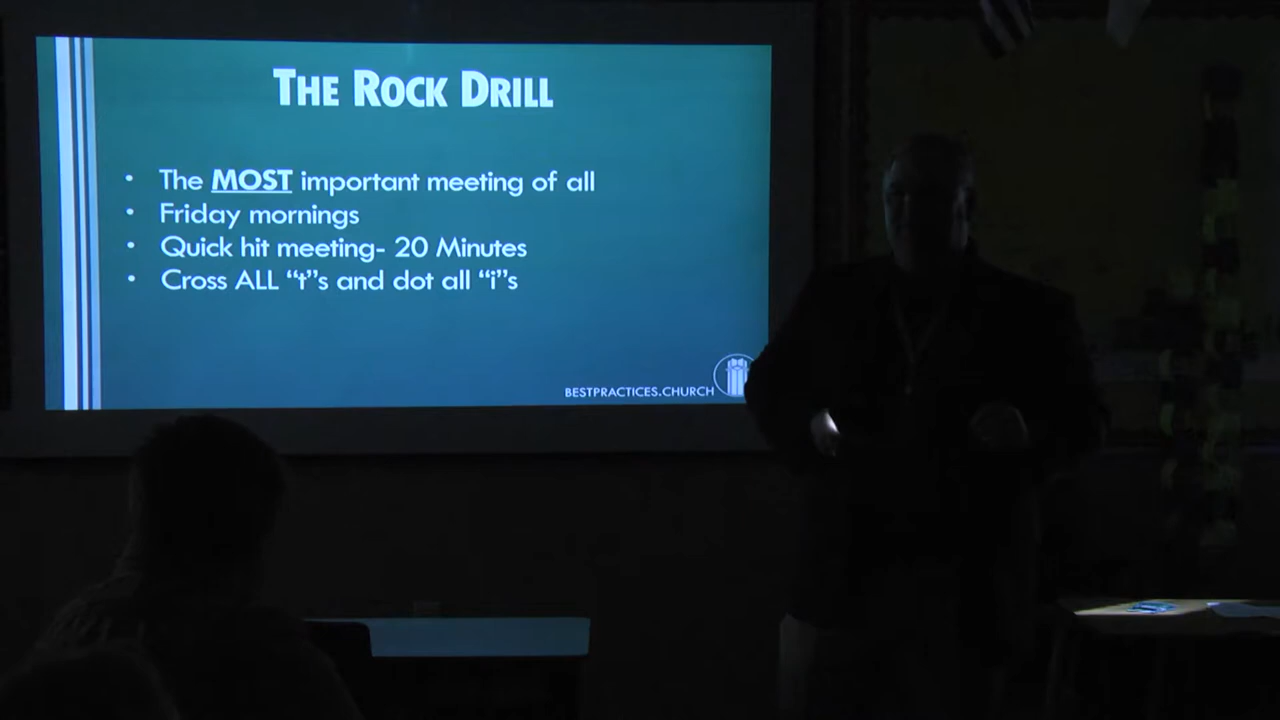 THE ROCK DRILL
• The MOST important meeting of all
• Friday mornings
• Quick hit meeting- 20 Minutes
• Cross ALL “t”s and dot all “i”s
BESTPRACTICES.CHURCH